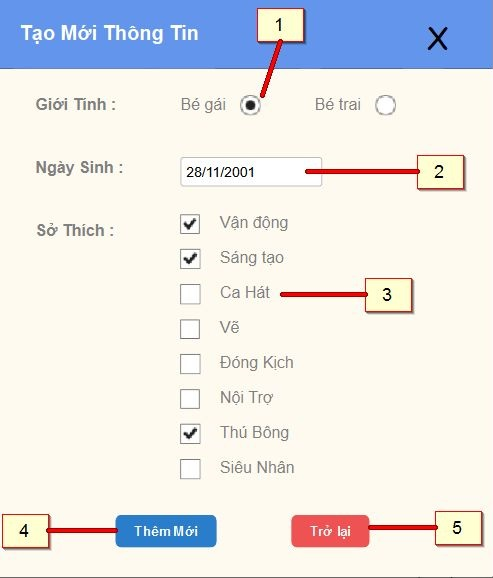 Tạo Mới Thông Tin X
1
Giới Tính : Bé gái Bé trai
Ngày Sinh : 28/11/2001 2
Sở Thích : Vận động
Sáng tạo
Ca Hát 3
Vẽ
Đóng Kịch
Nội Trợ
Thú Bông
Siêu Nhân
4 Thêm Mới Trở lại 5